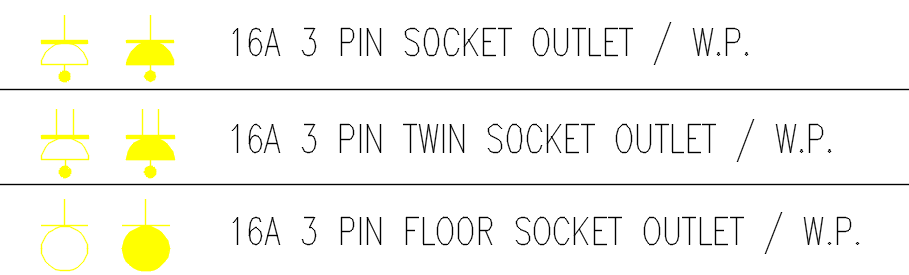 16A 3 PIN SOCKET OUTLET / W.P.
16A 3 PIN TWIN SOCKET OUTLET / W.P.
16A 3 PIN FLOOR SOCKET OUTLET / W.P.